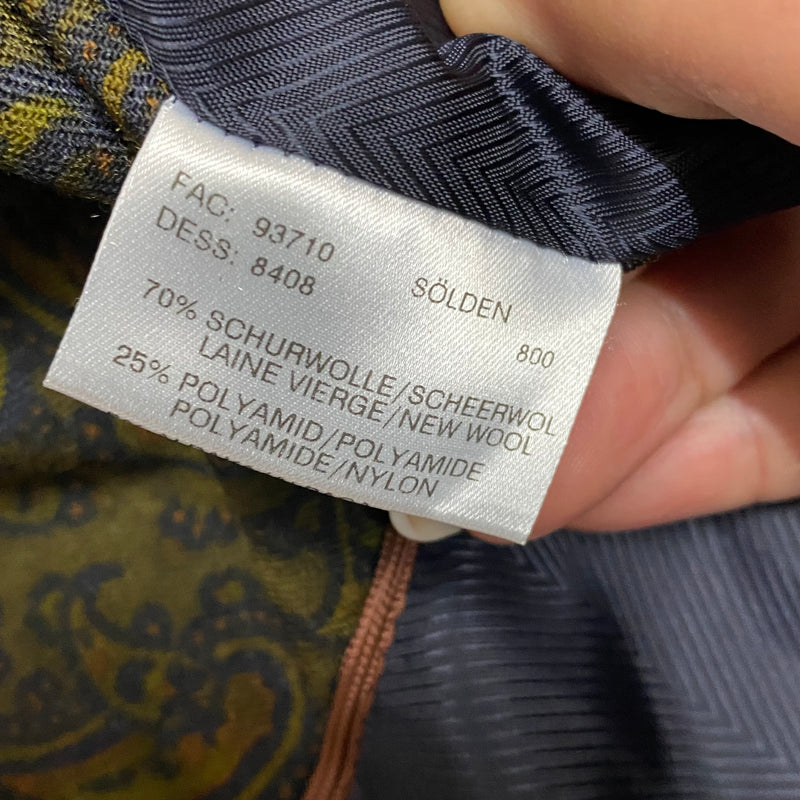 FAC: 93710
DESS: 8408
SÖLDEN
800
70% SCHURWOLLE/SCHEERWOL
LAINE VIERGE/NEW WOOL
25% POLYAMID/POLYAMIDE
POLYAMIDE/NYLON